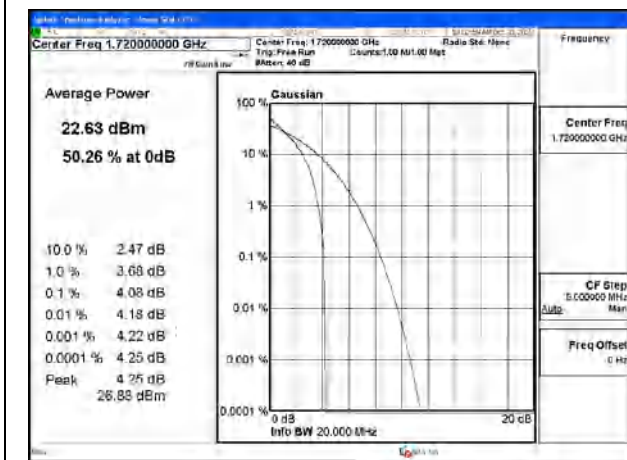 Center Freq 1.720000000 GHz
Center Freq: 1.720000000 GHz
Radio Std: None
Trig: Free Run
Counts:1.00 M/1.00 Mpt
#Atten: 40 dB
Frequency
Average Power
22.63 dBm
50.26 % at 0dB
10.0 % 2.47 dB
1.0 % 3.68 dB
0.1 % 4.08 dB
0.01 % 4.18 dB
0.001 % 4.22 dB
0.0001 % 4.25 dB
Peak 4.25 dB
26.88 dBm
Gaussian
100 %
10 %
1 %
0.1 %
0.01 %
0.001 %
0.0001 %
0 dB
20 dB
Info BW 20.000 MHz
Center Freq
1.720000000 GHz
CF Step
5.000000 MHz
Auto Man
Freq Offset
0 Hz